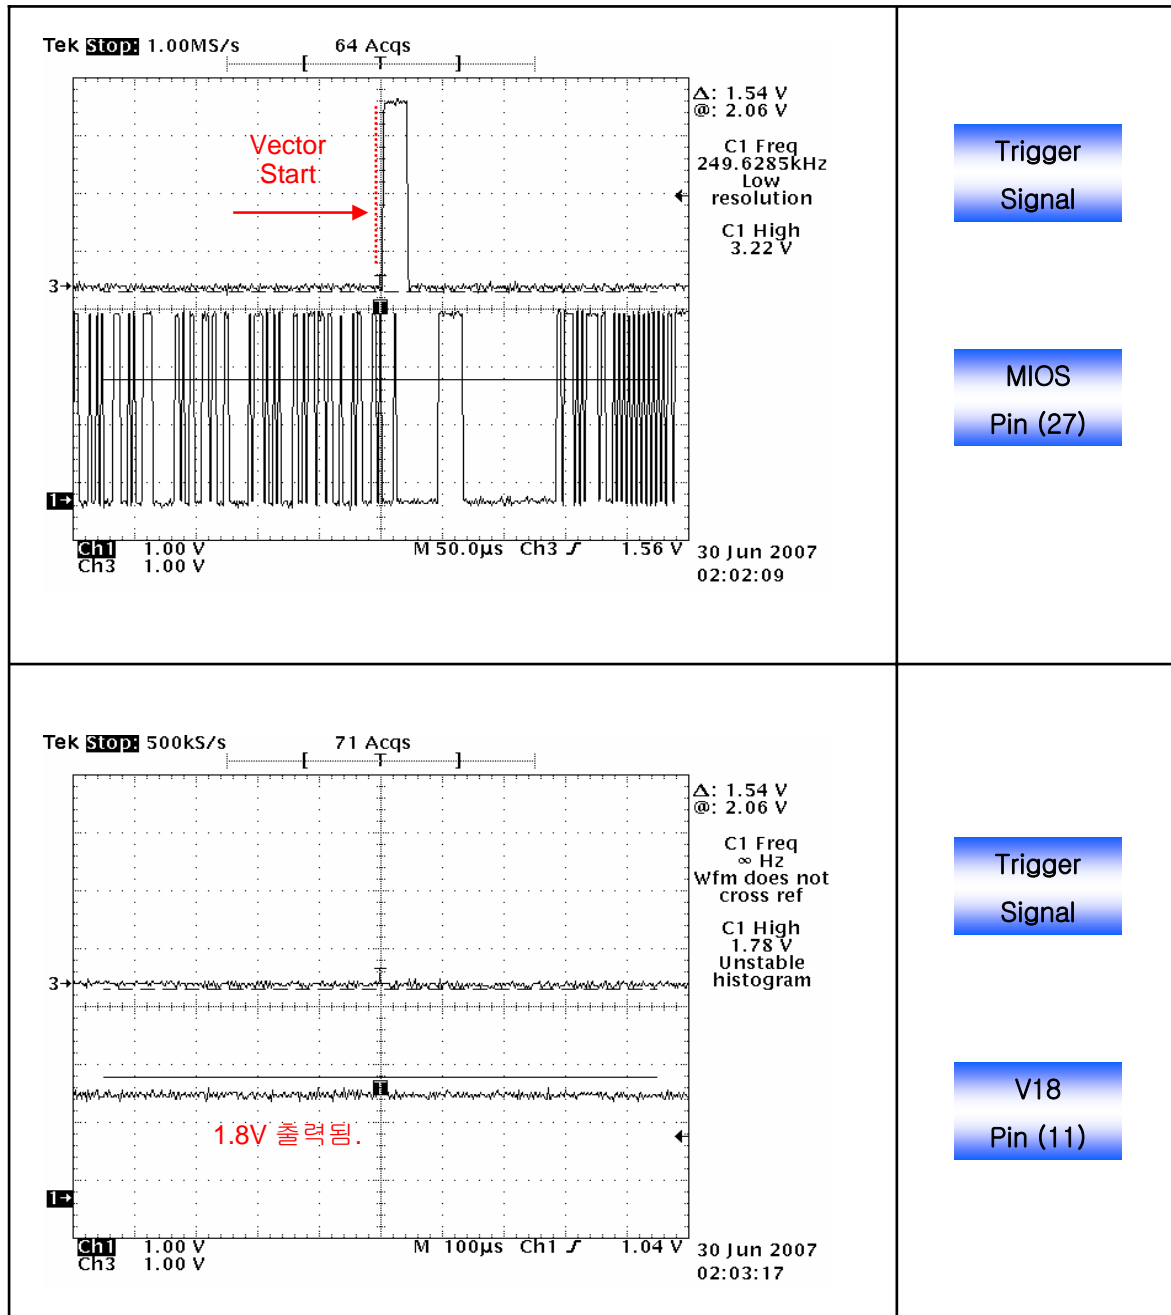 Tek Stop: 1.00MS/s 64 Acqs
[ T ]
Δ: 1.54 V
@: 2.06 V
C1 Freq
249.6285kHz
Low
resolution
C1 High
3.22 V
Vector
Start
3
T
1
Ch1 1.00 V M 50.0µs Ch3 1.56 V
Ch3 1.00 V
30 Jun 2007
02:02:09
Trigger
Signal
MIOS
Pin (27)
Tek Stop: 500kS/s 71 Acqs
[ T ]
Δ: 1.54 V
@: 2.06 V
C1 Freq
∞ Hz
Wfm does not
cross ref
C1 High
1.78 V
Unstable
histogram
3
T
1.8V 출력됨.
1
Ch1 1.00 V M 100µs Ch1 1.04 V
Ch3 1.00 V
30 Jun 2007
02:03:17
Trigger
Signal
V18
Pin (11)